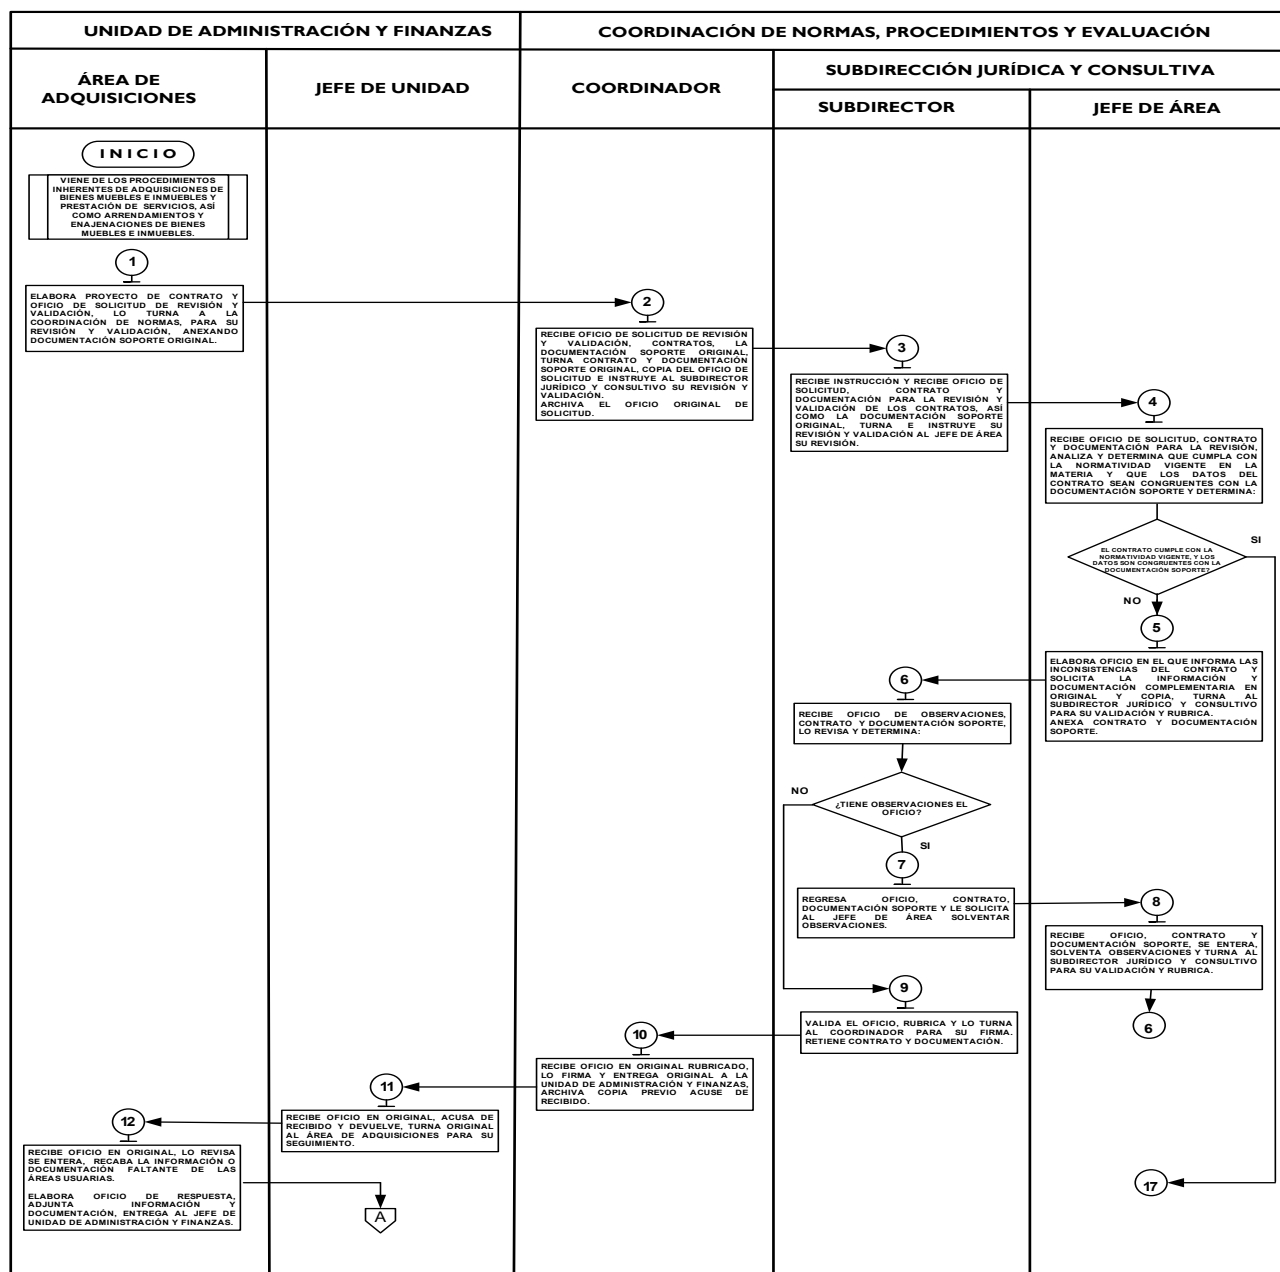 UNIDAD DE ADMINISTRACIÓN Y FINANZAS
COORDINACIÓN DE NORMAS, PROCEDIMIENTOS Y EVALUACIÓN
ÁREA DE
ADQUISICIONES
JEFE DE UNIDAD
COORDINADOR
SUBDIRECCIÓN JURÍDICA Y CONSULTIVA
SUBDIRECTOR
JEFE DE ÁREA
INICIO
VIENE DE LOS PROCEDIMIENTOS
INHERENTES DE ADQUISICIONES DE
BIENES MUEBLES E INMUEBLES Y
PRESTACIÓN DE SERVICIOS, ASÍ
COMO ARRENDAMIENTOS Y
ENAJENACIONES DE BIENES
MUEBLES E INMUEBLES.
1
ELABORA PROYECTO DE CONTRATO Y
OFICIO DE SOLICITUD DE REVISIÓN Y
VALIDACIÓN, LO TURNA A LA
COORDINACIÓN DE NORMAS, PARA SU
REVISIÓN Y VALIDACIÓN, ANEXANDO
DOCUMENTACIÓN SOPORTE ORIGINAL.
2
RECIBE OFICIO DE SOLICITUD DE REVISIÓN
Y VALIDACIÓN, CONTRATOS, LA
DOCUMENTACIÓN SOPORTE ORIGINAL,
TURNA CONTRATO Y DOCUMENTACIÓN
SOPORTE ORIGINAL, COPIA DEL OFICIO DE
SOLICITUD E INSTRUYE AL SUBDIRECTOR
JURÍDICO Y CONSULTIVO SU REVISIÓN Y
VALIDACIÓN.
ARCHIVA EL OFICIO ORIGINAL DE
SOLICITUD.
3
RECIBE INSTRUCCIÓN Y RECIBE OFICIO DE
SOLICITUD, CONTRATO Y
DOCUMENTACIÓN PARA LA REVISIÓN Y
VALIDACIÓN DE LOS CONTRATOS, ASÍ
COMO LA DOCUMENTACIÓN SOPORTE
ORIGINAL, TURNA E INSTRUYE SU
REVISIÓN Y VALIDACIÓN AL JEFE DE ÁREA
SU REVISIÓN.
4
RECIBE OFICIO DE SOLICITUD, CONTRATO
Y DOCUMENTACIÓN PARA LA REVISIÓN,
ANALIZA Y DETERMINA QUE CUMPLA CON
LA NORMATIVIDAD VIGENTE EN LA
MATERIA Y QUE LOS DATOS DEL
CONTRATO SEAN CONGRUENTES CON LA
DOCUMENTACIÓN SOPORTE Y DETERMINA:
EL CONTRATO CUMPLE CON LA
NORMATIVIDAD VIGENTE, Y LOS
DATOS SON CONGRUENTES CON LA
DOCUMENTACIÓN SOPORTE?
SI
NO
5
ELABORA OFICIO EN EL QUE INFORMA LAS
INCONSISTENCIAS DEL CONTRATO Y
SOLICITA LA INFORMACIÓN Y
DOCUMENTACIÓN COMPLEMENTARIA EN
ORIGINAL Y COPIA, TURNA AL
SUBDIRECTOR JURÍDICO Y CONSULTIVO
PARA SU VALIDACIÓN Y RUBRICA.
ANEXA CONTRATO Y DOCUMENTACIÓN
SOPORTE.
6
RECIBE OFICIO DE OBSERVACIONES,
CONTRATO Y DOCUMENTACIÓN SOPORTE,
LO REVISA Y DETERMINA:
NO
¿TIENE OBSERVACIONES EL
OFICIO?
SI
7
REGRESA OFICIO, CONTRATO,
DOCUMENTACIÓN SOPORTE Y LE SOLICITA
AL JEFE DE ÁREA SOLVENTAR
OBSERVACIONES.
8
RECIBE OFICIO, CONTRATO Y
DOCUMENTACIÓN SOPORTE, SE ENTERA,
SOLVENTA OBSERVACIONES Y TURNA AL
SUBDIRECTOR JURÍDICO Y CONSULTIVO
PARA SU VALIDACIÓN Y RUBRICA.
6
9
VALIDA EL OFICIO, RUBRICA Y LO TURNA
AL COORDINADOR PARA SU FIRMA.
RETIENE CONTRATO Y DOCUMENTACIÓN.
10
RECIBE OFICIO EN ORIGINAL RUBRICADO,
LO FIRMA Y ENTREGA ORIGINAL A LA
UNIDAD DE ADMINISTRACIÓN Y FINANZAS,
ARCHIVA COPIA PREVIO ACUSE DE
RECIBIDO.
11
RECIBE OFICIO EN ORIGINAL, ACUSA DE
RECIBIDO Y DEVUELVE, TURNA ORIGINAL
AL ÁREA DE ADQUISICIONES PARA SU
SEGUIMIENTO.
12
RECIBE OFICIO EN ORIGINAL, LO REVISA
SE ENTERA, RECABA LA INFORMACIÓN O
DOCUMENTACIÓN FALTANTE DE LAS
ÁREAS USUARIAS.
ELABORA OFICIO DE RESPUESTA,
ADJUNTA INFORMACIÓN Y
DOCUMENTACIÓN, ENTREGA AL JEFE DE
UNIDAD DE ADMINISTRACIÓN Y FINANZAS.
A
17